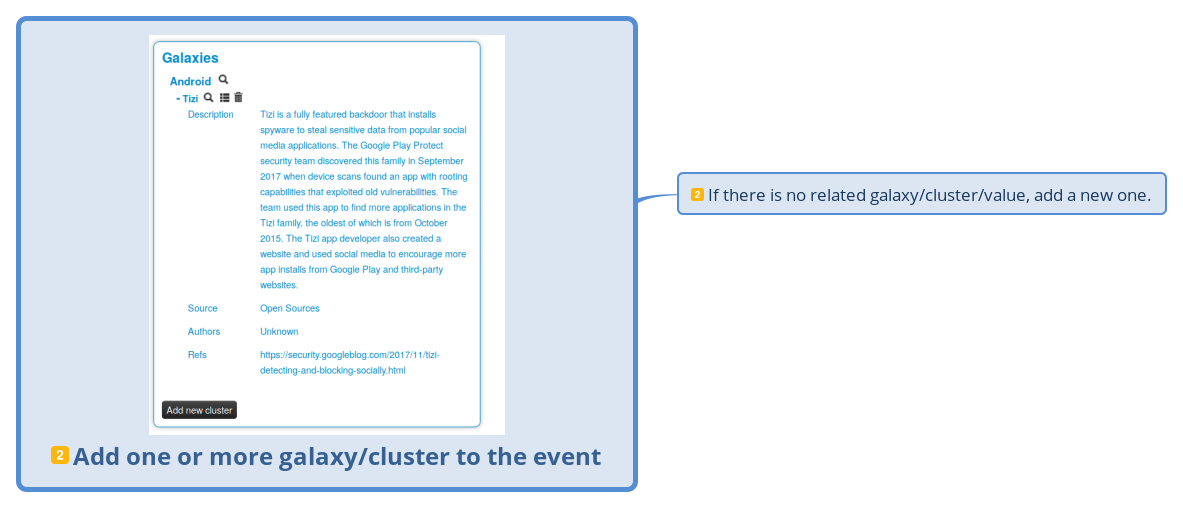 Galaxies
Android
- Tizi
Description
Tizi is a fully featured backdoor that installs
spyware to steal sensitive data from popular social
media applications. The Google Play Protect
security team discovered this family in September
2017 when device scans found an app with rooting
capabilities that exploited old vulnerabilities. The
team used this app to find more applications in the
Tizi family, the oldest of which is from October
2015. The Tizi app developer also created a
website and used social media to encourage more
app installs from Google Play and third-party
websites.
Source
Open Sources
Authors
Unknown
Refs
https://security.googleblog.com/2017/11/tizi-
detecting-and-blocking-socially.html
Add new cluster
2 Add one or more galaxy/cluster to the event
2 If there is no related galaxy/cluster/value, add a new one.